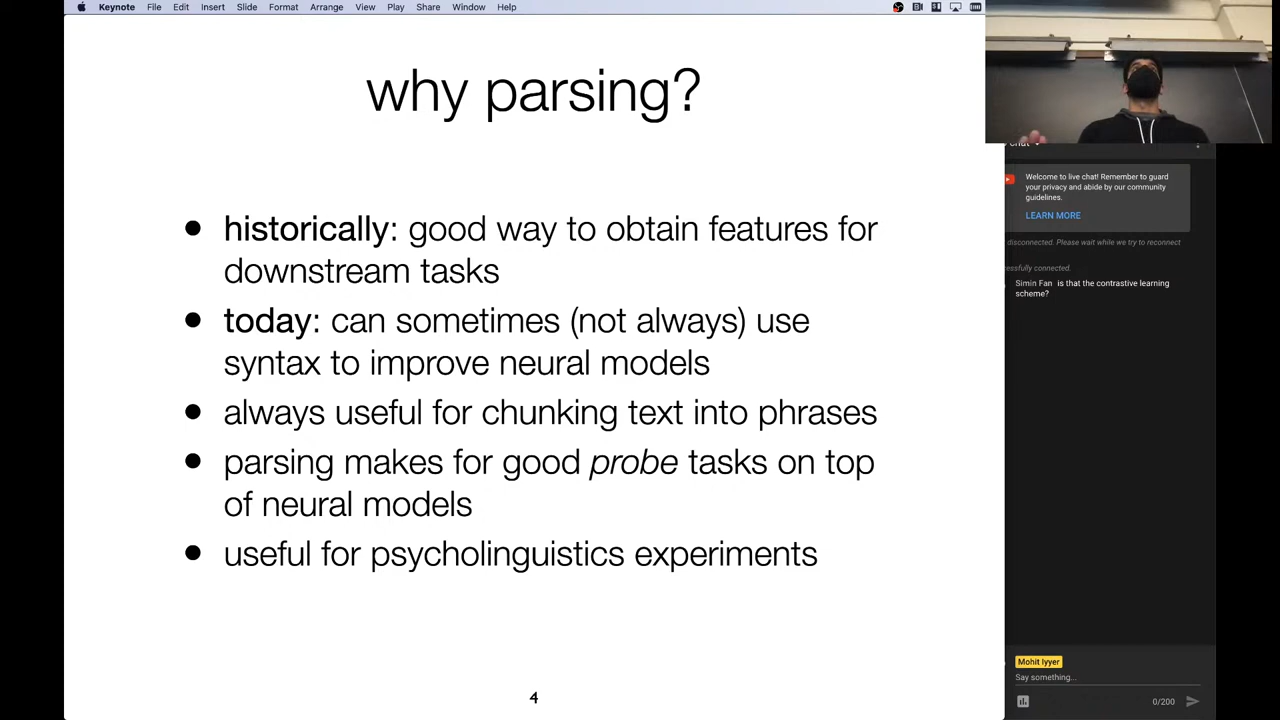 Keynote File Edit Insert Slide Format Arrange View Play Share Window Help
why parsing?
• historically: good way to obtain features for
downstream tasks
• today: can sometimes (not always) use
syntax to improve neural models
• always useful for chunking text into phrases
• parsing makes for good probe tasks on top
of neural models
• useful for psycholinguistics experiments
4
Welcome to live chat! Remember to guard
your privacy and abide by our community
guidelines.
LEARN MORE
disconnected. Please wait while we try to reconnect
connected.
Simin Fan is that the contrastive learning
scheme?
Mohit Iyyer
Say something...
0/200